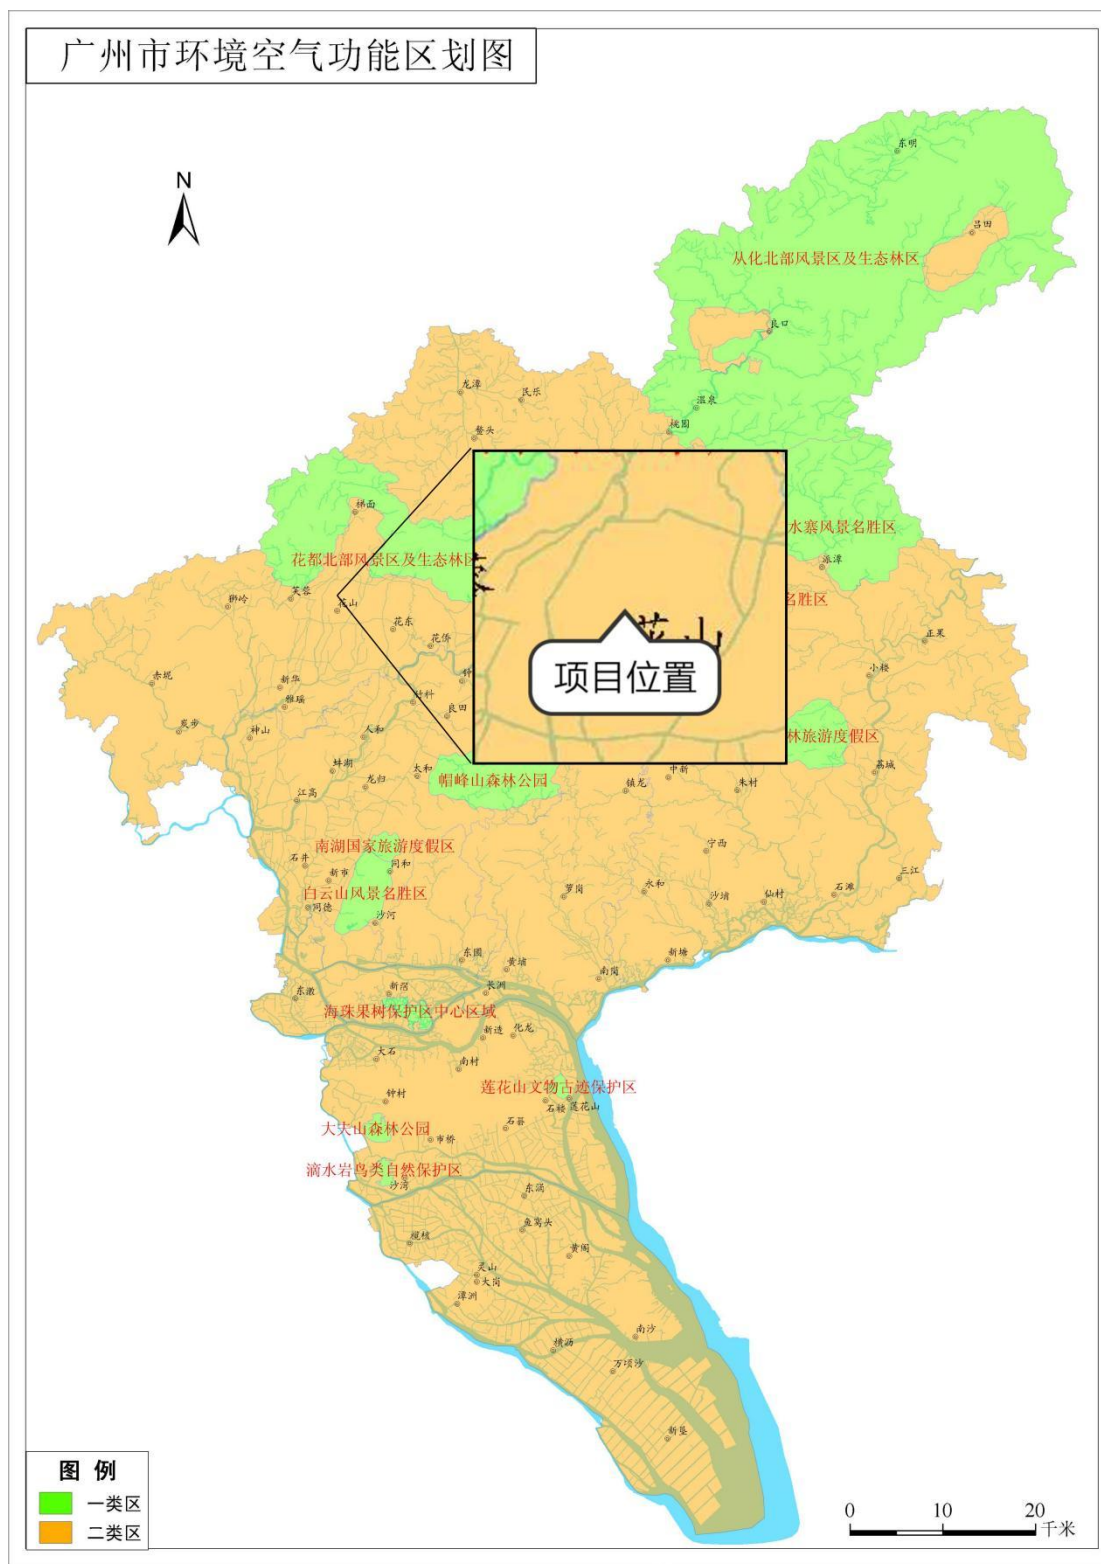 广州市环境空气功能区划图
N
东明
吕田
从化北部风景区及生态林区
良口
温泉
桃园
龙潭
民乐
鳌头
梯面
水寨风景名胜区
派潭
花都北部风景区及生态林区
名胜区
芙蓉
狮岭
花山
花东
花侨
正果
小楼
项目位置
赤坭
新华
雅瑶
竹料
良田
炭步
神山
人和
林旅游度假区
蚌湖
龙归
太和
帽峰山森林公园
中新
镇龙
朱村
荔城
江高
南湖国家旅游度假区
宁西
石井
新市
同和
白云山风景名胜区
同德
沙河
萝岗
永和
沙埔
仙村
石滩
三江
东圃
黄埔
新塘
南岗
东漖
新滘
长洲
海珠果树保护区中心区域
新造
化龙
大石
南村
莲花山文物古迹保护区
钟村
石楼
莲花山
大夫山森林公园
石碁
市桥
滴水岩鸟类自然保护区
沙湾
东涌
鱼窝头
榄核
黄阁
灵山
大岗
潭洲
南沙
横沥
万顷沙
新垦
图 例
一类区
二类区
0 10 20
千米